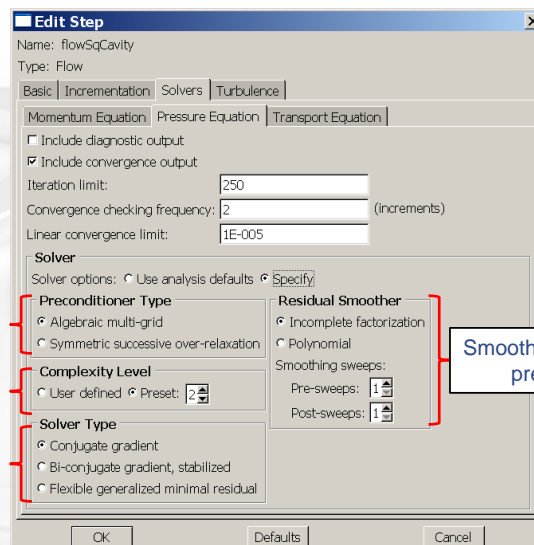 Edit Step
Name: flowSqCavity
Type: Flow
Basic Incrementation Solvers Turbulence
Momentum Equation Pressure Equation Transport Equation
Include diagnostic output
Include convergence output
Iteration limit: 250
Convergence checking frequency: 2 (increments)
Linear convergence limit: 1E-005
Solver
Solver options: Use analysis defaults Specify
Preconditioner Type
Algebraic multi-grid
Symmetric successive over-relaxation
Complexity Level
User defined Preset: 2
Solver Type
Conjugate gradient
Bi-conjugate gradient, stabilized
Flexible generalized minimal residual
Residual Smoother
Incomplete factorization
Polynomial
Smoothing sweeps:
Pre-sweeps: 1
Post-sweeps: 1
Smooth
pre
OK Defaults Cancel